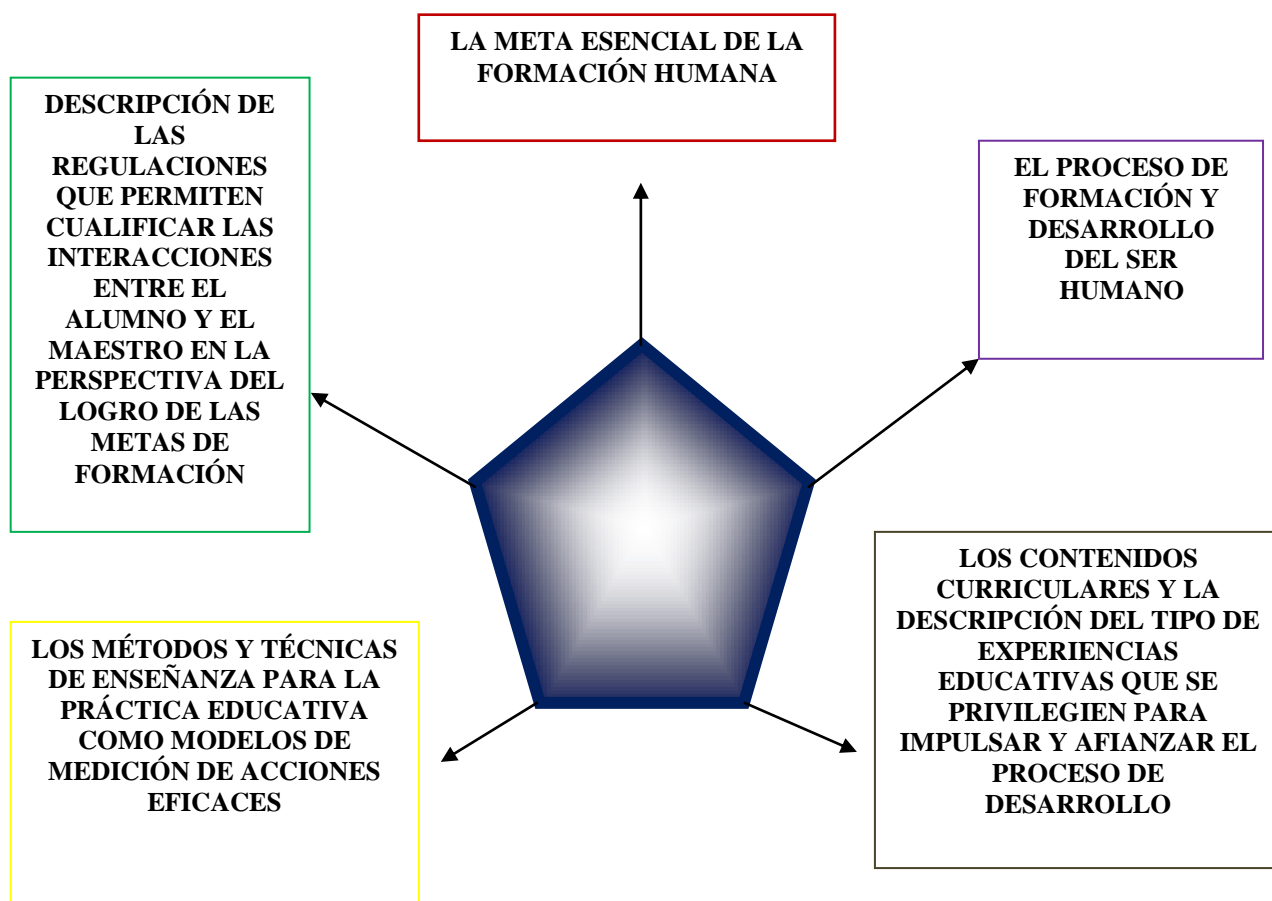 LA META ESENCIAL DE LA
FORMACIÓN HUMANA
DESCRIPCIÓN DE
LAS
REGULACIONES
QUE PERMITEN
CUALIFICAR LAS
INTERACCIONES
ENTRE EL
ALUMNO Y EL
MAESTRO EN LA
PERSPECTIVA DEL
LOGRO DE LAS
METAS DE
FORMACIÓN
EL PROCESO DE
FORMACIÓN Y
DESARROLLO
DEL SER
HUMANO
LOS MÉTODOS Y TÉCNICAS
DE ENSEÑANZA PARA LA
PRÁCTICA EDUCATIVA
COMO MODELOS DE
MEDICIÓN DE ACCIONES
EFICACES
LOS CONTENIDOS
CURRICULARES Y LA
DESCRIPCIÓN DEL TIPO DE
EXPERIENCIAS
EDUCATIVAS QUE SE
PRIVILEGIEN PARA
IMPULSAR Y AFIANZAR EL
PROCESO DE
DESARROLLO